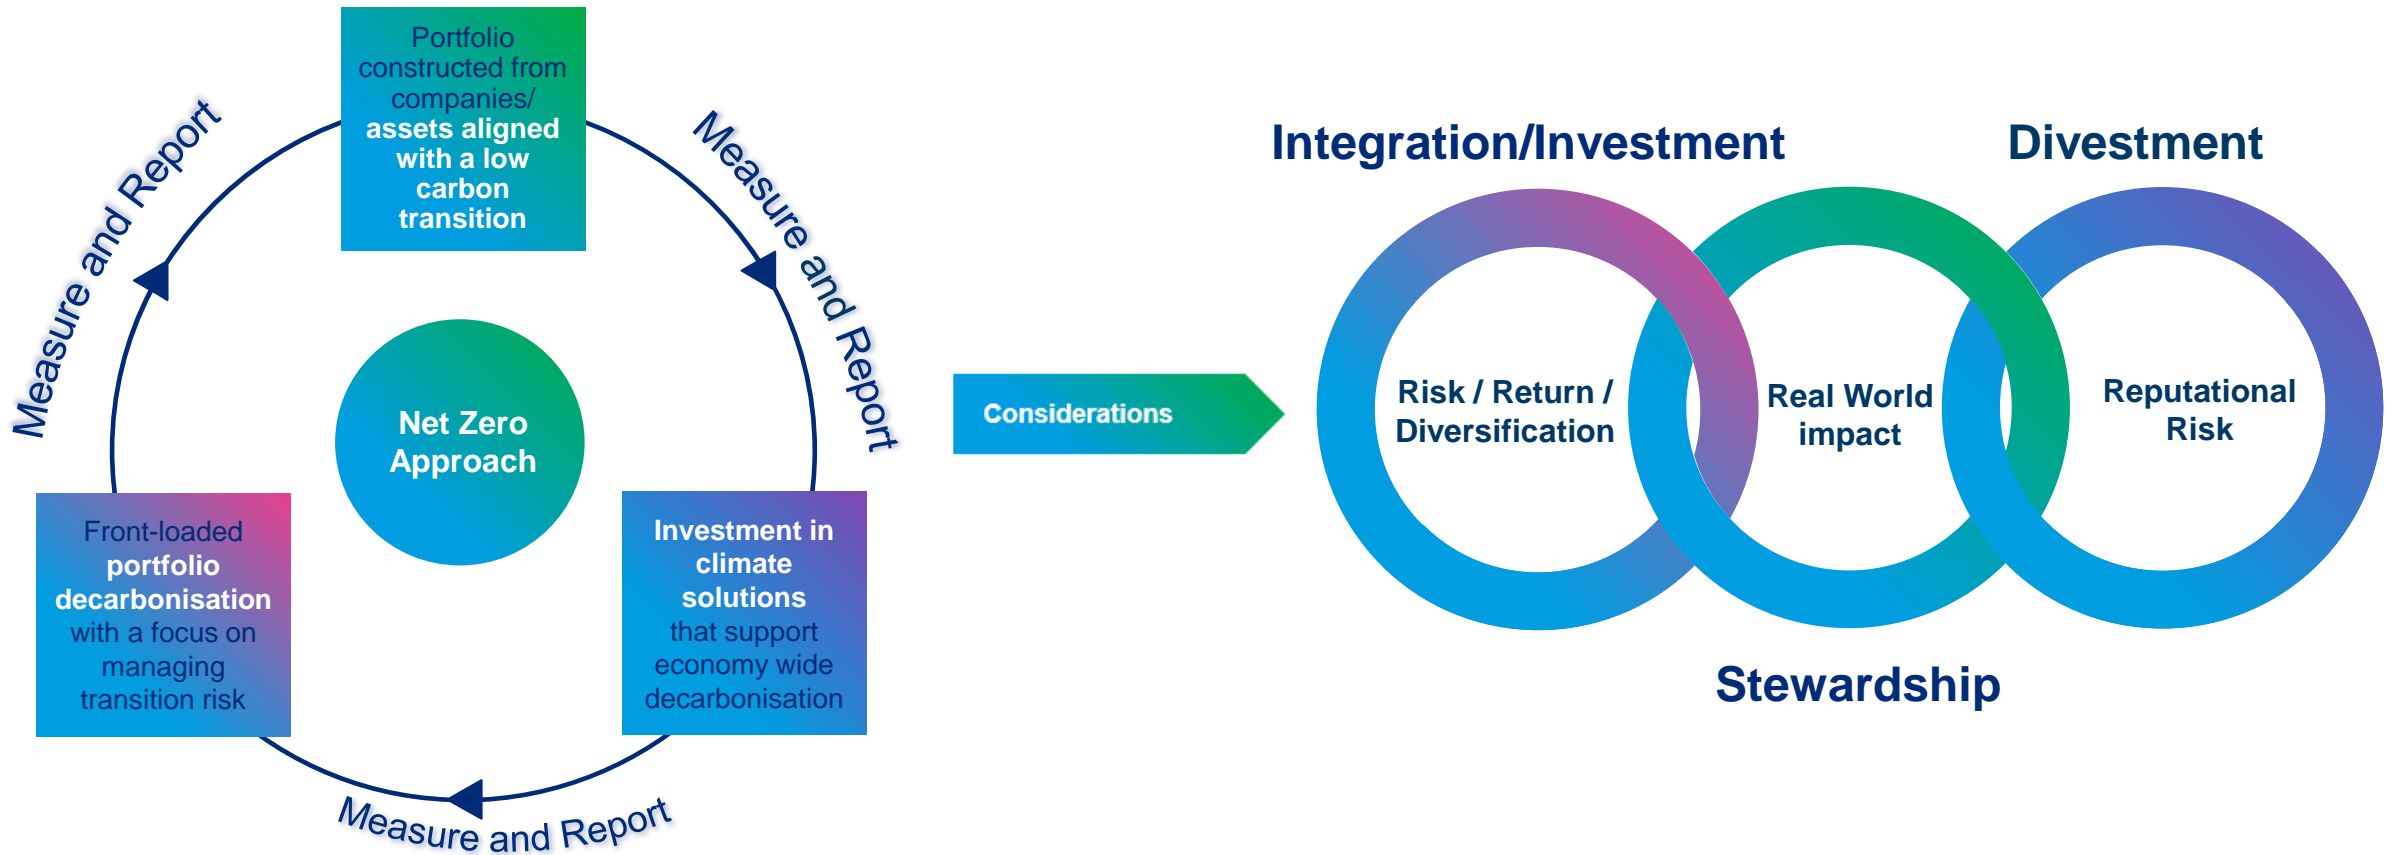 Portfolio
constructed from
companies/
assets aligned
with a low
carbon
transition
Measure and Report
Measure and Report
Net Zero
Approach
Front-loaded
portfolio
decarbonisation
with a focus on
managing
transition risk
Investment in
climate
solutions
that support
economy wide
decarbonisation
Measure and Report
Considerations
Integration/Investment
Divestment
Risk / Return /
Diversification
Real World
impact
Reputational
Risk
Stewardship